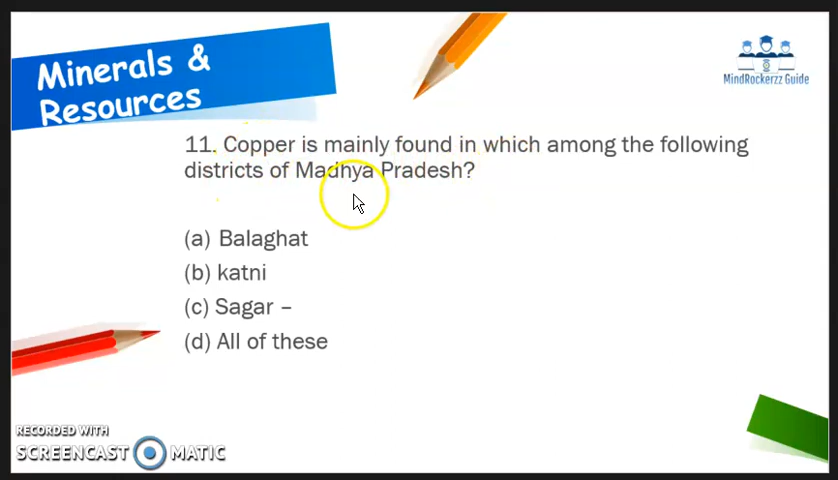 Minerals &
Resources
MindRockerzz Guide
11. Copper is mainly found in which among the following
districts of Madhya Pradesh?
(a) Balaghat
(b) katni
(c) Sagar –
(d) All of these
RECORDED WITH
SCREENCAST MATIC